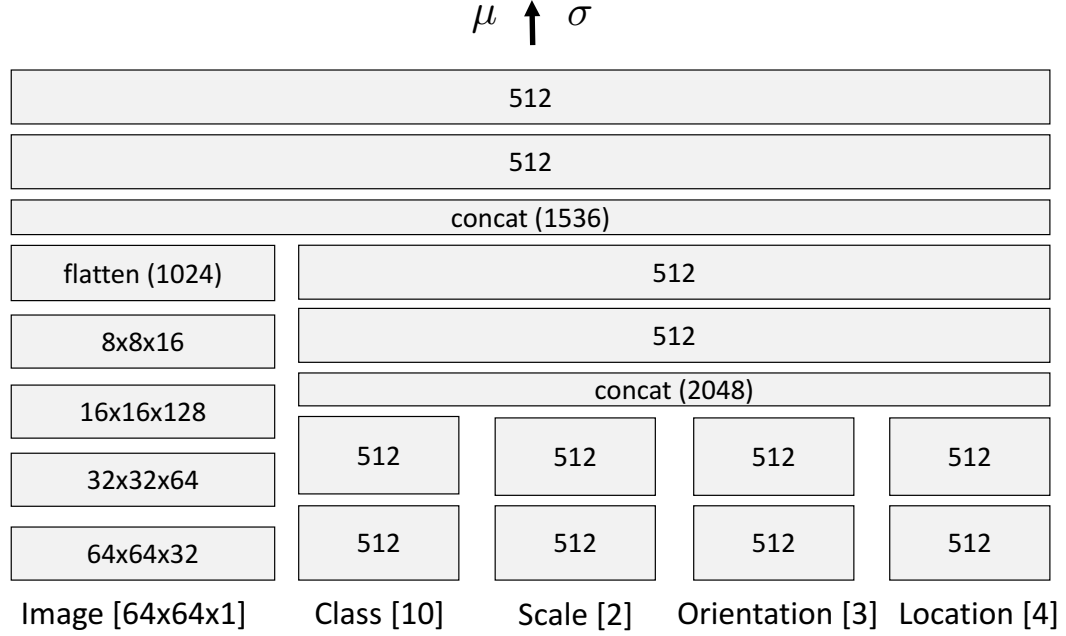 μ σ
512
512
concat (1536)
flatten (1024) 512
8x8x16 512
concat (2048)
16x16x128
512 512 512 512
32x32x64
64x64x32 512 512 512 512
Image [64x64x1] Class [10] Scale [2] Orientation [3] Location [4]